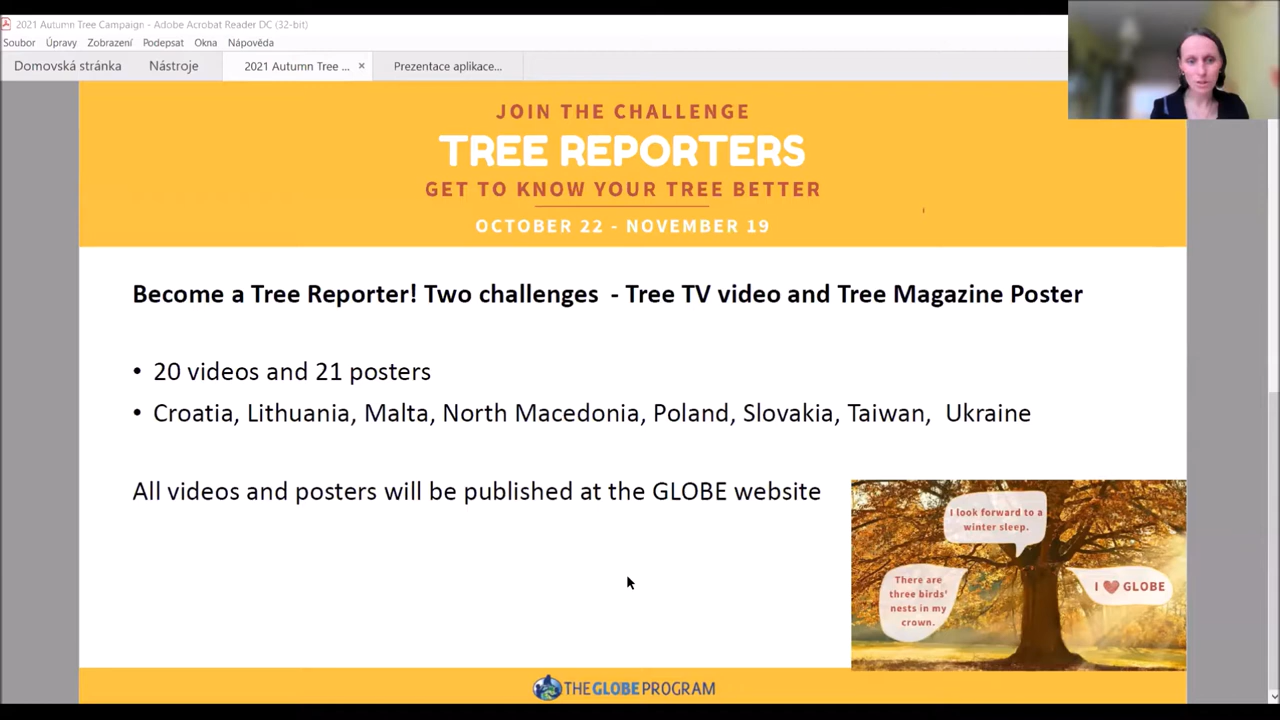 2021 Autumn Tree Campaign - Adobe Acrobat Reader DC (32-bit)
Soubor Úpravy Zobrazení Podepsat Okna Nápověda
Domovská stránka Nástroje 2021 Autumn Tree ... × Prezentace aplikace...
JOIN THE CHALLENGE
TREE REPORTERS
GET TO KNOW YOUR TREE BETTER
OCTOBER 22 - NOVEMBER 19
Become a Tree Reporter! Two challenges - Tree TV video and Tree Magazine Poster
• 20 videos and 21 posters
• Croatia, Lithuania, Malta, North Macedonia, Poland, Slovakia, Taiwan, Ukraine
All videos and posters will be published at the GLOBE website
I look forward to a
winter sleep.
There are
three birds'
nests in my
crown.
I ❤ GLOBE
THE GLOBE PROGRAM